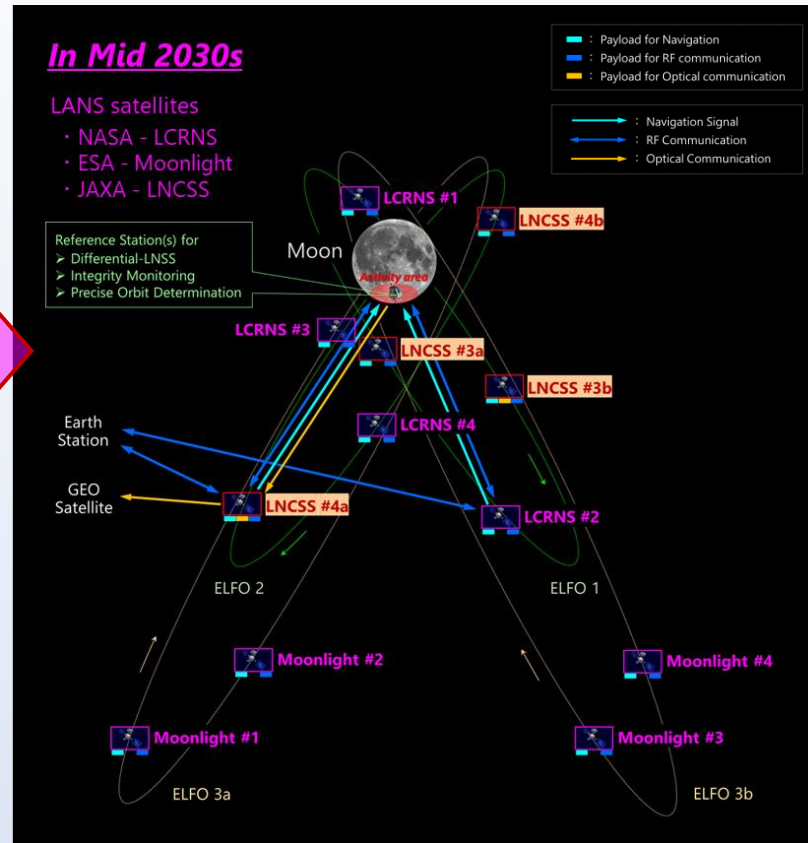 In Mid 2030s
LANS satellites
・NASA - LCRNS
・ESA - Moonlight
・JAXA - LNCSS
: Payload for Navigation
: Payload for RF communication
: Payload for Optical communication
: Navigation Signal
: RF Communication
: Optical Communication
Reference Station(s) for
➢ Differential-LNSS
➢ Integrity Monitoring
➢ Precise Orbit Determination
Moon
Activity area
LCRNS #1
LNCSS #4b
LCRNS #3
LNCSS #3a
LNCSS #3b
LCRNS #4
Earth
Station
GEO
Satellite
LNCSS #4a
LCRNS #2
ELFO 2
ELFO 1
Moonlight #2
Moonlight #4
Moonlight #1
Moonlight #3
ELFO 3a
ELFO 3b